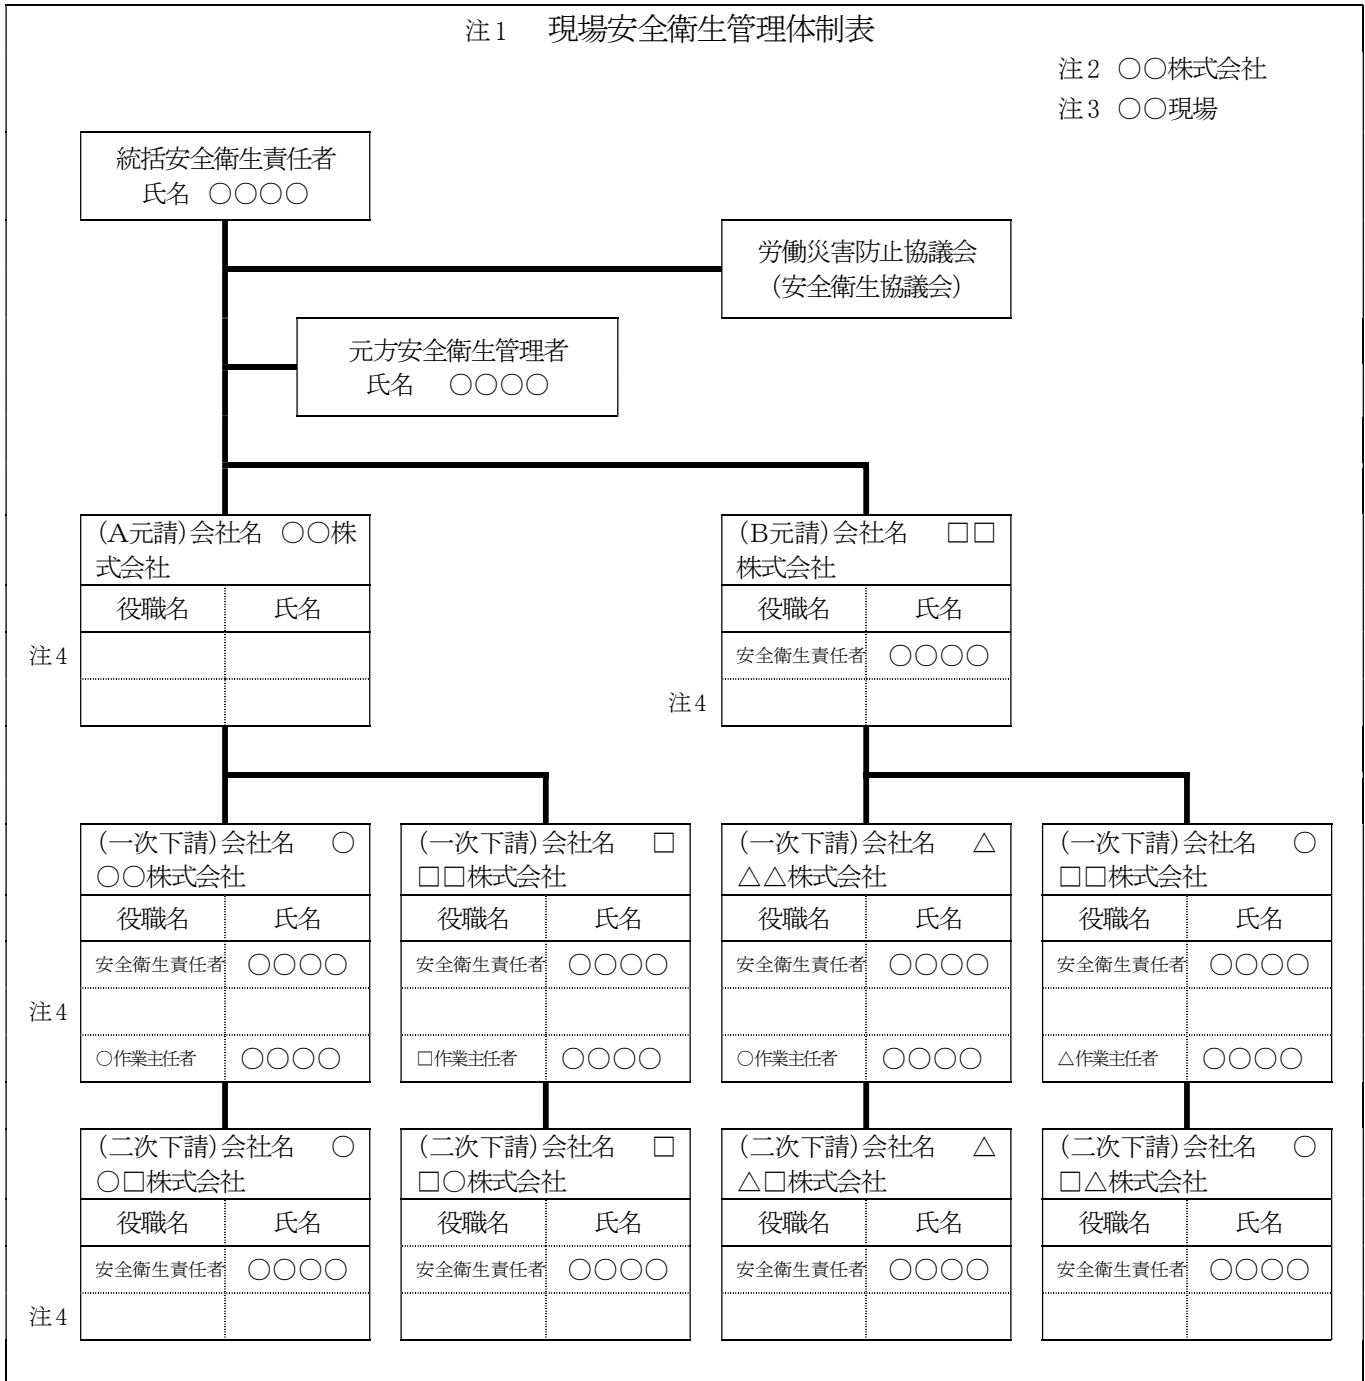 注1 現場安全衛生管理体制表
注2 ○○株式会社
注3 ○○現場
統括安全衛生責任者
氏名 ○○○○
労働災害防止協議会
(安全衛生協議会)
元方安全衛生管理者
氏名 ○○○○
(A元請)会社名 ○○株
式会社
役職名 氏名
注4
(B元請)会社名 □□
株式会社
役職名 氏名
安全衛生責任者 ○○○○
注4
(一次下請)会社名 ○
○○株式会社
役職名 氏名
安全衛生責任者 ○○○○
注4
○作業主任者 ○○○○
(一次下請)会社名 □
□□株式会社
役職名 氏名
安全衛生責任者 ○○○○
□作業主任者 ○○○○
(一次下請)会社名 △
△△株式会社
役職名 氏名
安全衛生責任者 ○○○○
○作業主任者 ○○○○
(一次下請)会社名 ○
□□株式会社
役職名 氏名
安全衛生責任者 ○○○○
△作業主任者 ○○○○
(二次下請)会社名 ○
○□株式会社
役職名 氏名
安全衛生責任者 ○○○○
注4
(二次下請)会社名 □
□○株式会社
役職名 氏名
安全衛生責任者 ○○○○
(二次下請)会社名 △
△□株式会社
役職名 氏名
安全衛生責任者 ○○○○
(二次下請)会社名 ○
□△株式会社
役職名 氏名
安全衛生責任者 ○○○○